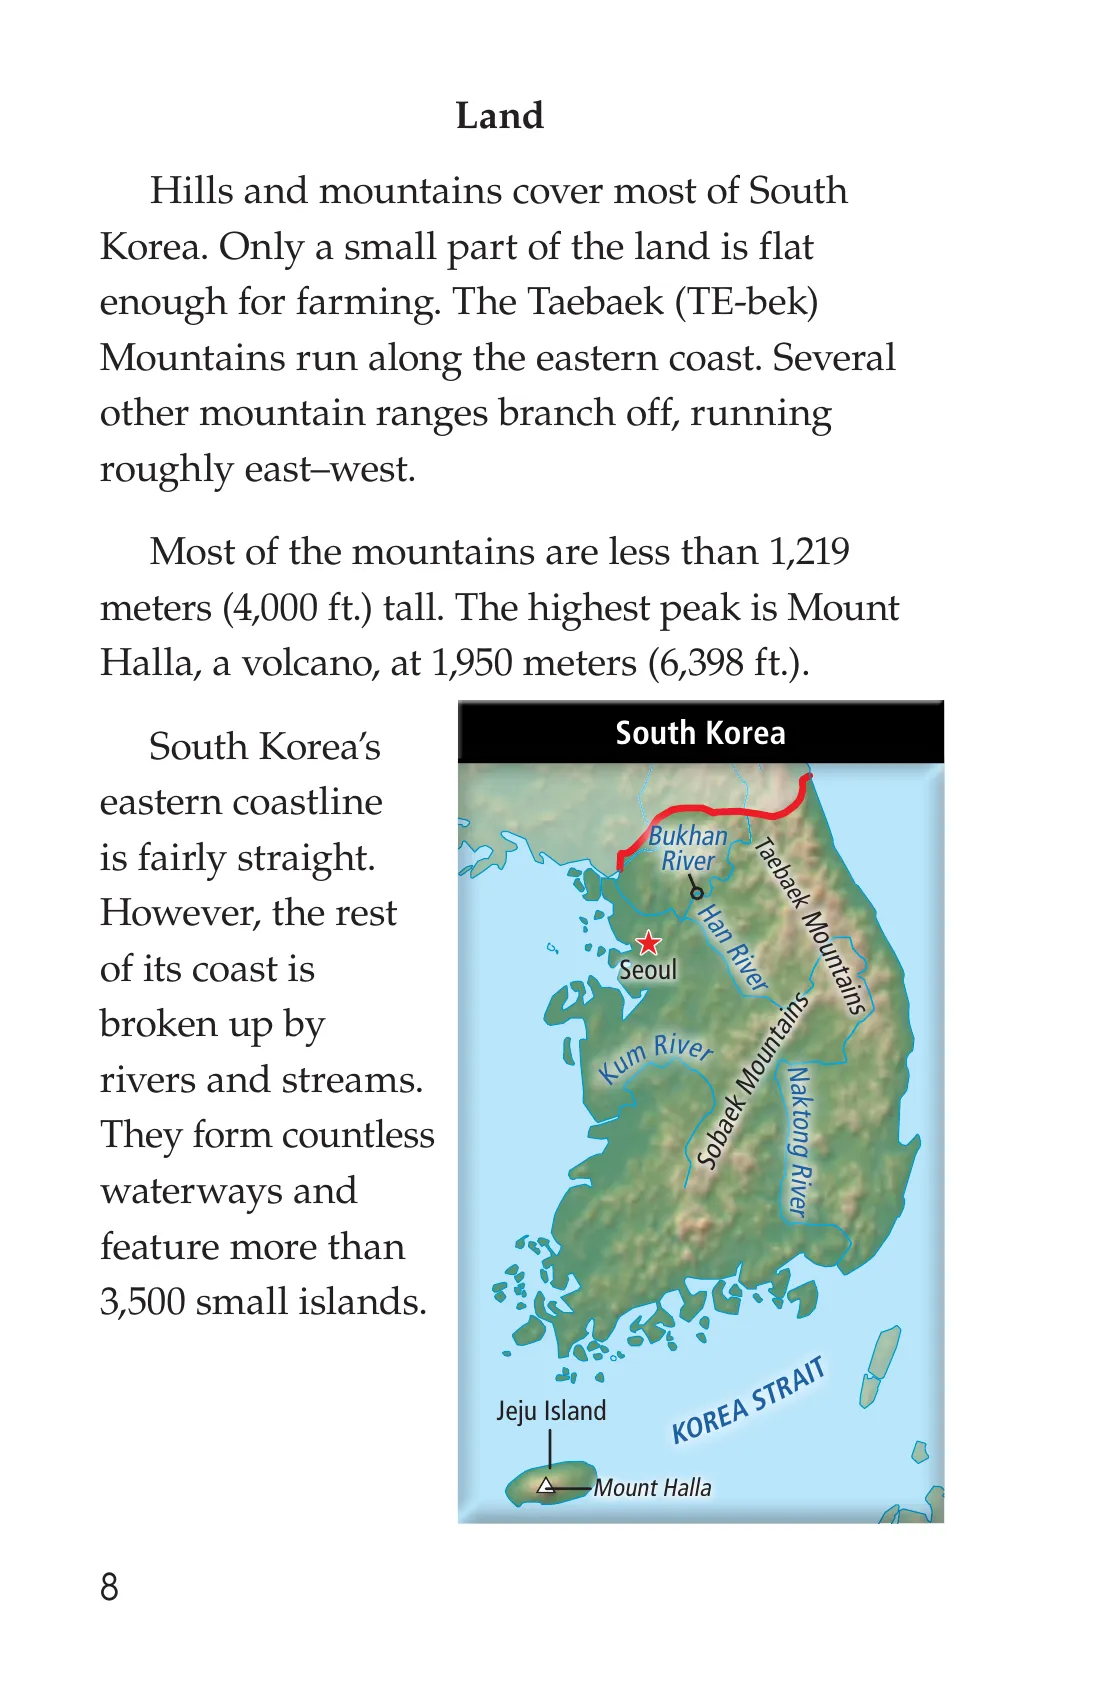 Land
Hills and mountains cover most of South
Korea. Only a small part of the land is flat
enough for farming. The Taebaek (TE-bek)
Mountains run along the eastern coast. Several
other mountain ranges branch off, running
roughly east–west.
Most of the mountains are less than 1,219
meters (4,000 ft.) tall. The highest peak is Mount
Halla, a volcano, at 1,950 meters (6,398 ft.).
South Korea’s
eastern coastline
is fairly straight.
However, the rest
of its coast is
broken up by
rivers and streams.
They form countless
waterways and
feature more than
3,500 small islands.
South Korea
Bukhan
River
Taebaek Mountains
Han River
Seoul
Kum River
Sobaek Mountains
Naktong River
KOREA STRAIT
Jeju Island
Mount Halla
8